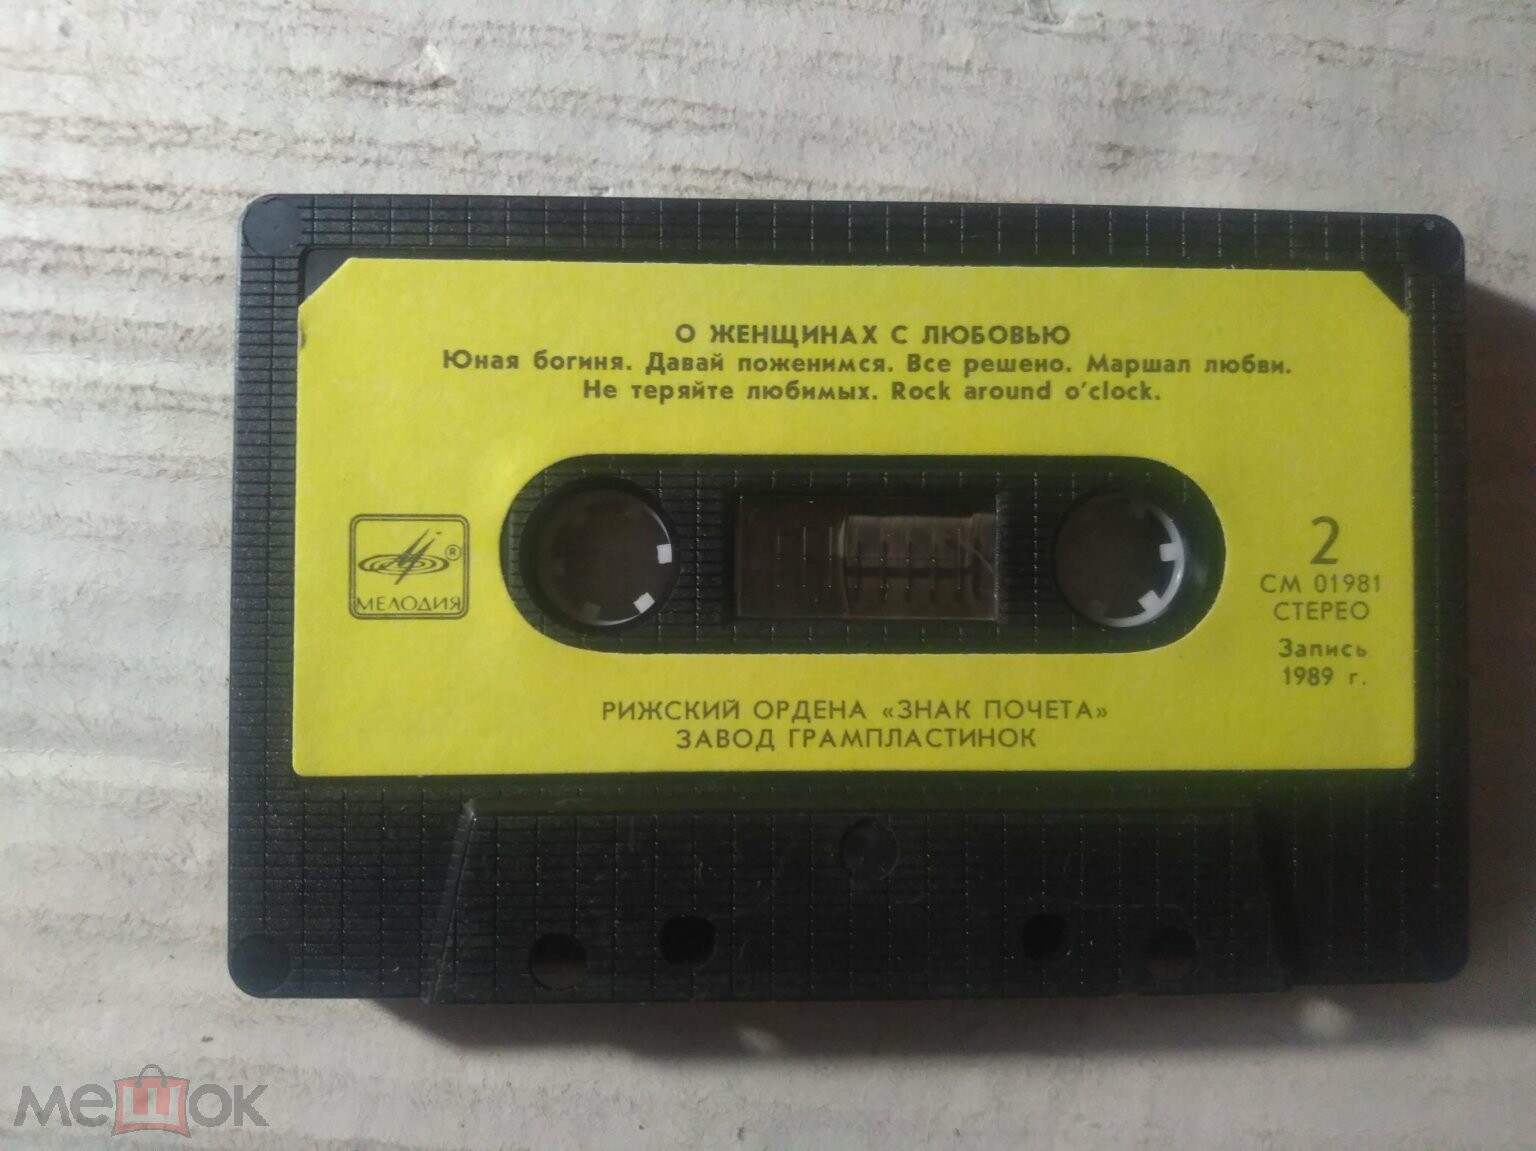 О ЖЕНЩИНАХ С ЛЮБОВЬЮ
Юная богиня. Давай поженимся. Все решено. Маршал любви.
Не теряйте любимых. Rock around o'clock.
®
МЕЛОДИЯ
2
СМ 01981
СТЕРЕО
Запись
1989 г.
РИЖСКИЙ ОРДЕНА «ЗНАК ПОЧЕТА»
ЗАВОД ГРАМПЛАСТИНОК
мешок